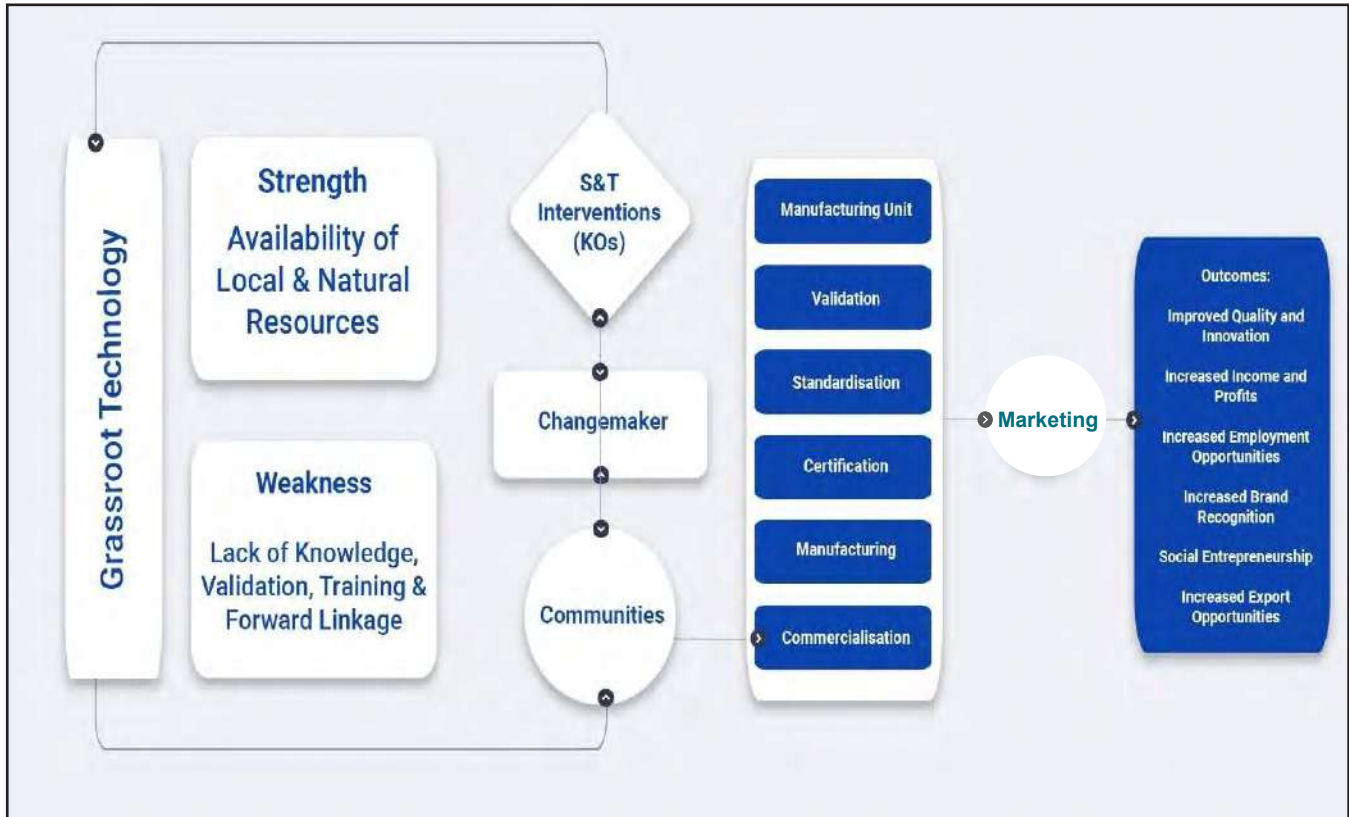 Grassroot Technology
Strength
Availability of
Local & Natural
Resources
Weakness
Lack of Knowledge,
Validation, Training &
Forward Linkage
S&T
Interventions
(KOs)
Changemaker
Communities
Manufacturing Unit
Validation
Standardisation
Certification
Manufacturing
Commercialisation
Marketing
Outcomes:
Improved Quality and
Innovation
Increased Income and
Profits
Increased Employment
Opportunities
Increased Brand
Recognition
Social Entrepreneurship
Increased Export
Opportunities